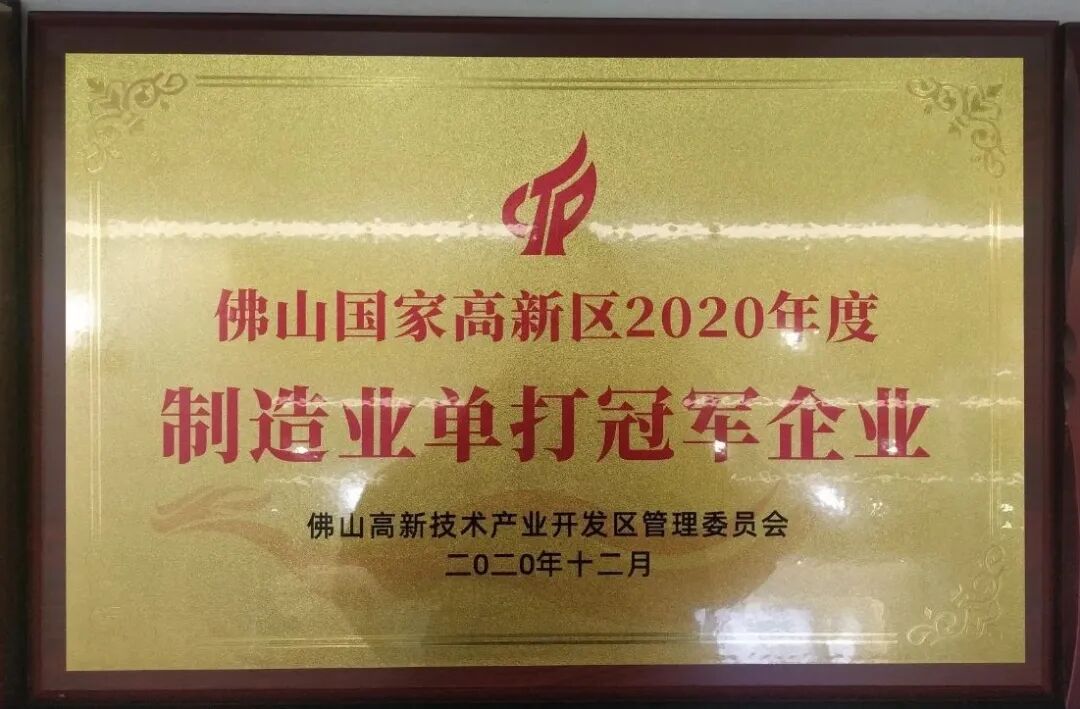 佛山国家高新区2020年度
制造业单打冠军企业
佛山高新技术产业开发区管理委员会
二0二0年十二月